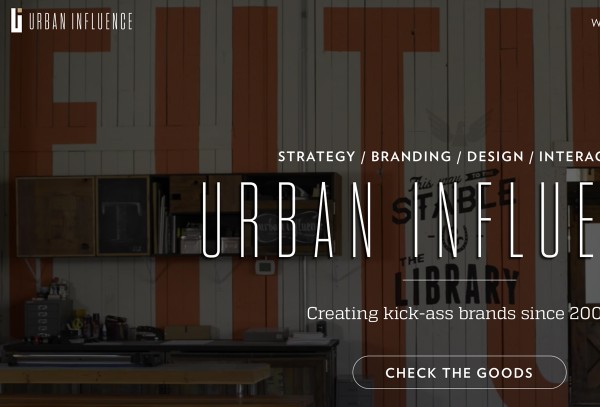 URBAN INFLUENCE
STRATEGY / BRANDING / DESIGN / INTERAC
URBAN INFLUE
This way
TO THE
STABLE
THE
LIBRARY
Creating kick-ass brands since 200
CHECK THE GOODS